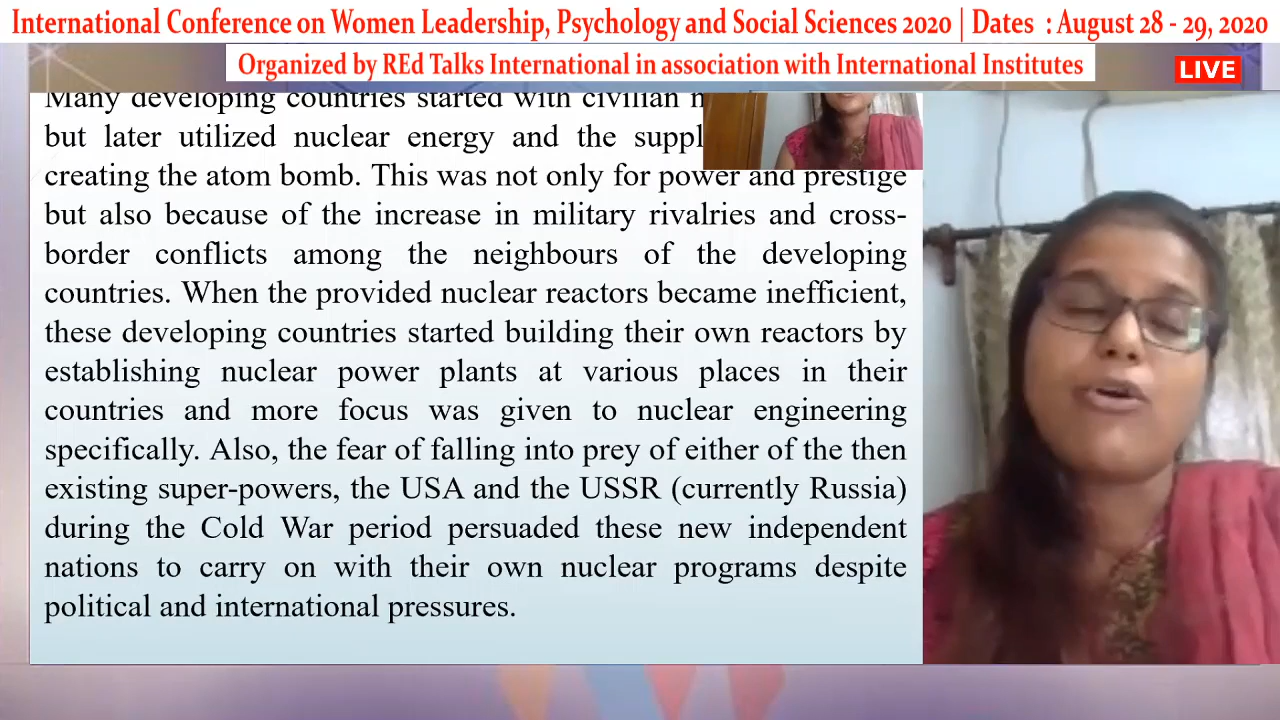 International Conference on Women Leadership, Psychology and Social Sciences 2020 | Dates : August 28 - 29, 2020
Organized by REd Talks International in association with International Institutes
LIVE
Many developing countries started with civilian
but later utilized nuclear energy and the
creating the atom bomb. This was not only for power and prestige
but also because of the increase in military rivalries and cross-
border conflicts among the neighbours of the developing
countries. When the provided nuclear reactors became inefficient,
these developing countries started building their own reactors by
establishing nuclear power plants at various places in their
countries and more focus was given to nuclear engineering
specifically. Also, the fear of falling into prey of either of the then
existing super-powers, the USA and the USSR (currently Russia)
during the Cold War period persuaded these new independent
nations to carry on with their own nuclear programs despite
political and international pressures.